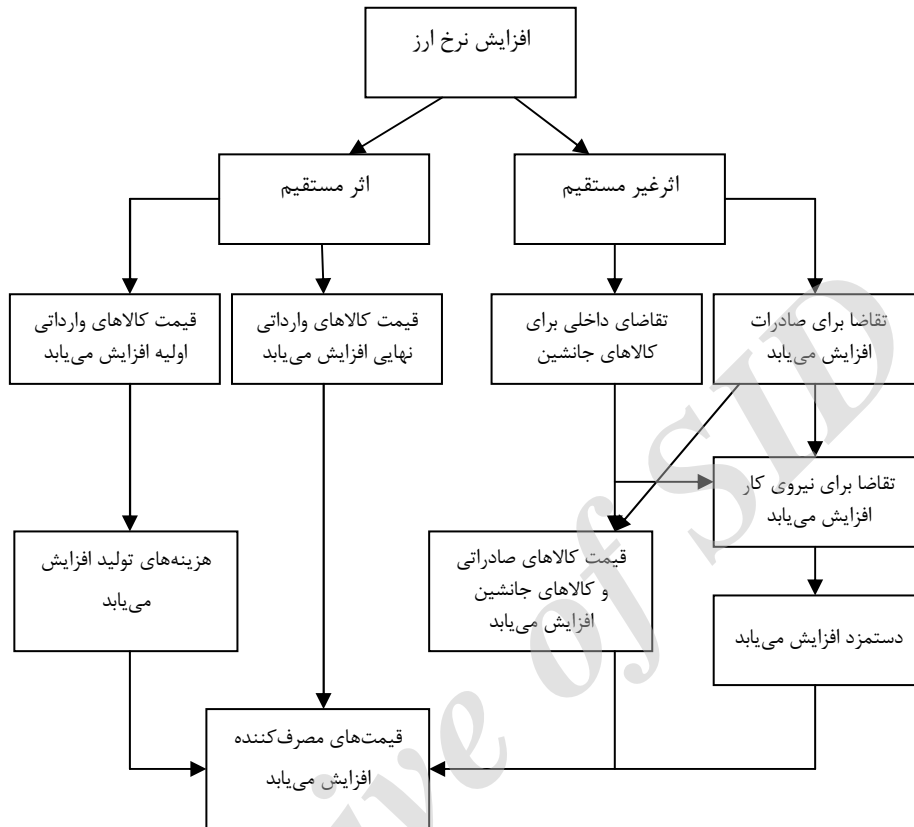 افزایش نرخ ارز
اثرغیر مستقیم
اثر مستقیم
تقاضا برای صادرات
افزایش می‌یابد
تقاضای داخلی برای
کالاهای جانشین
قیمت کالاهای وارداتی
نهایی افزایش می‌یابد
قیمت کالاهای وارداتی
اولیه افزایش می‌یابد
تقاضا برای نیروی کار
افزایش می‌یابد
قیمت کالاهای صادراتی
و کالاهای جانشین
افزایش می‌یابد
هزینه‌های تولید افزایش
می‌یابد
دستمزد افزایش می‌یابد
قیمت‌های مصرف‌کننده
افزایش می‌یابد
ive of SID